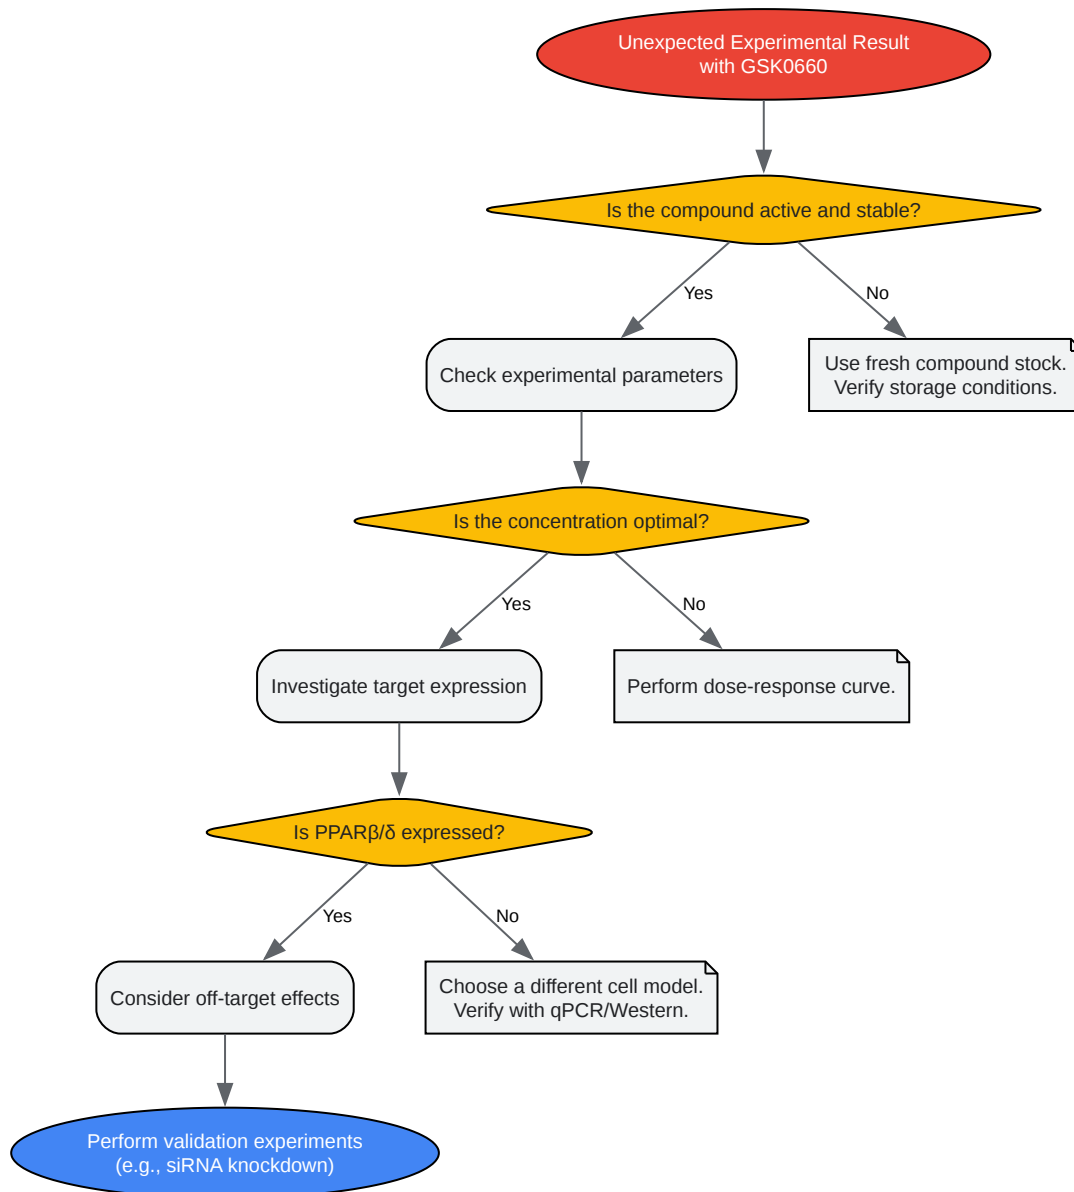 Unexpected Experimental Result
with GSK0660
Is the compound active and stable?
Yes
No
Check experimental parameters
Use fresh compound stock.
Verify storage conditions.
Is the concentration optimal?
Yes
No
Investigate target expression
Perform dose-response curve.
Is PPARβ/δ expressed?
Yes
No
Consider off-target effects
Choose a different cell model.
Verify with qPCR/Western.
Perform validation experiments
(e.g., siRNA knockdown)